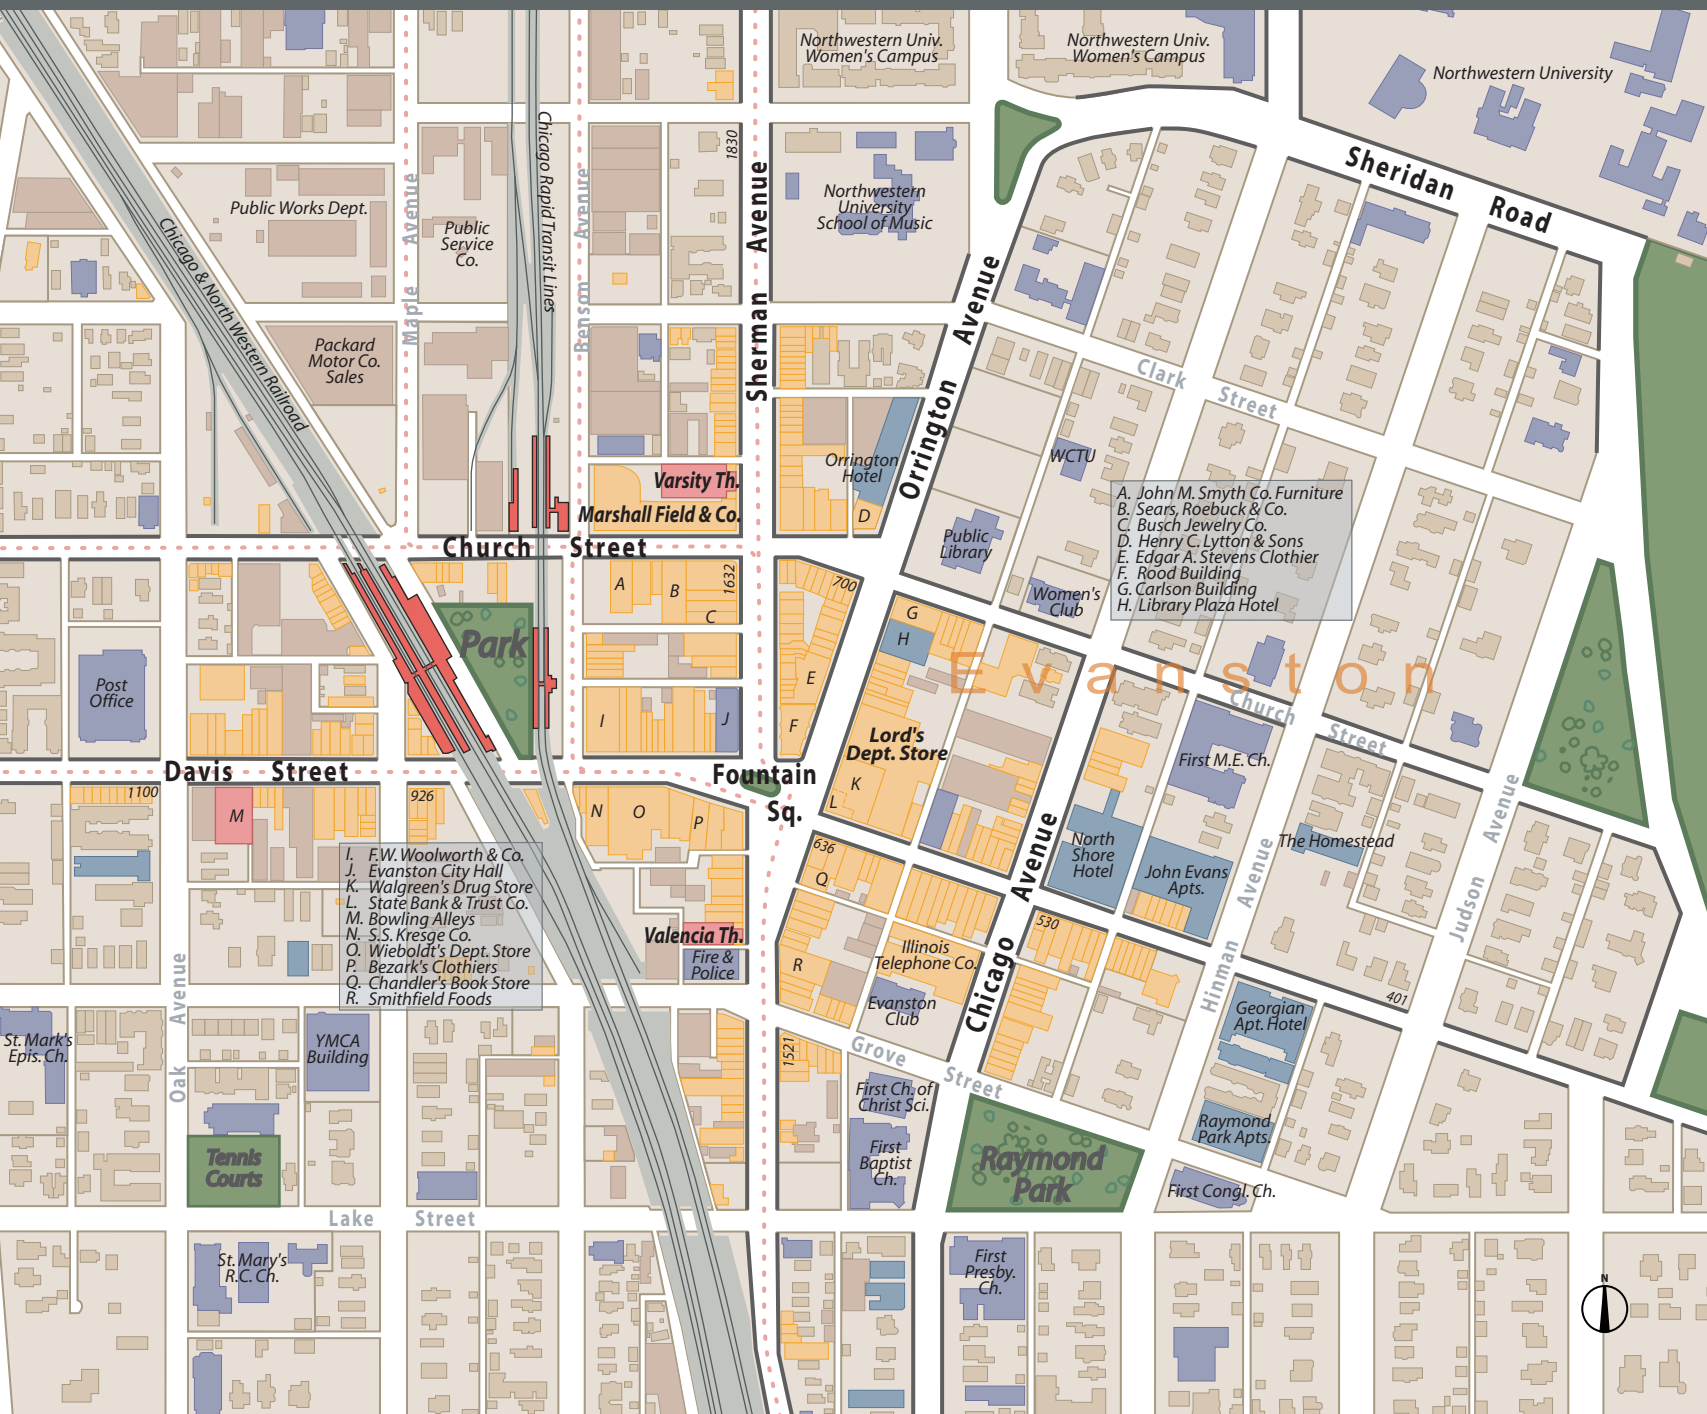 Northwestern Univ.
Women's Campus
Northwestern Univ.
Women's Campus
Northwestern University
Sheridan Road
Chicago Rapid Transit Lines
1830
Sherman Avenue
Northwestern
University
School of Music
Public Works Dept.
Maple Avenue
Public
Service
Co.
Benson Avenue
Chicago & North Western Railroad
Packard
Motor Co.
Sales
Sherman Avenue
Orrington Avenue
Clark Street
Orrington
Hotel
D
WCTU
Varsity Th.
Marshall Field & Co.
Public
Library
Women's
Club
A. John M. Smyth Co. Furniture
B. Sears, Roebuck & Co.
C. Busch Jewelry Co.
D. Henry C. Lytton & Sons
E. Edgar A. Stevens Clothier
F. Rood Building
G. Carlson Building
H. Library Plaza Hotel
Church Street
A
B
C
1632
700
G
H
E
F
Park
Evanston
Post
Office
I
J
Lord's
Dept. Store
K
L
Church Street
First M.E. Ch.
Davis Street
Fountain
Sq.
1100
M
926
N
O
P
636
Q
North
Shore
Hotel
John Evans
Apts.
The Homestead
Judson Avenue
Chicago Avenue
Hinman Avenue
I. F.W. Woolworth & Co.
J. Evanston City Hall
K. Walgreen's Drug Store
L. State Bank & Trust Co.
M. Bowling Alleys
N. S.S. Kresge Co.
O. Wieboldt's Dept. Store
P. Bezark's Clothiers
Q. Chandler's Book Store
R. Smithfield Foods
Valencia Th.
Fire &
Police
R
Illinois
Telephone Co.
Evanston
Club
530
401
Georgian
Apt. Hotel
Oak Avenue
St. Mark's
Epis. Ch.
YMCA
Building
1521
Grove Street
First Ch. of
Christ Sci.
First
Baptist
Ch.
Raymond
Park
Raymond
Park Apts.
First Congl. Ch.
Tennis
Courts
Lake Street
St. Mary's
R.C. Ch.
First
Presby.
Ch.
N